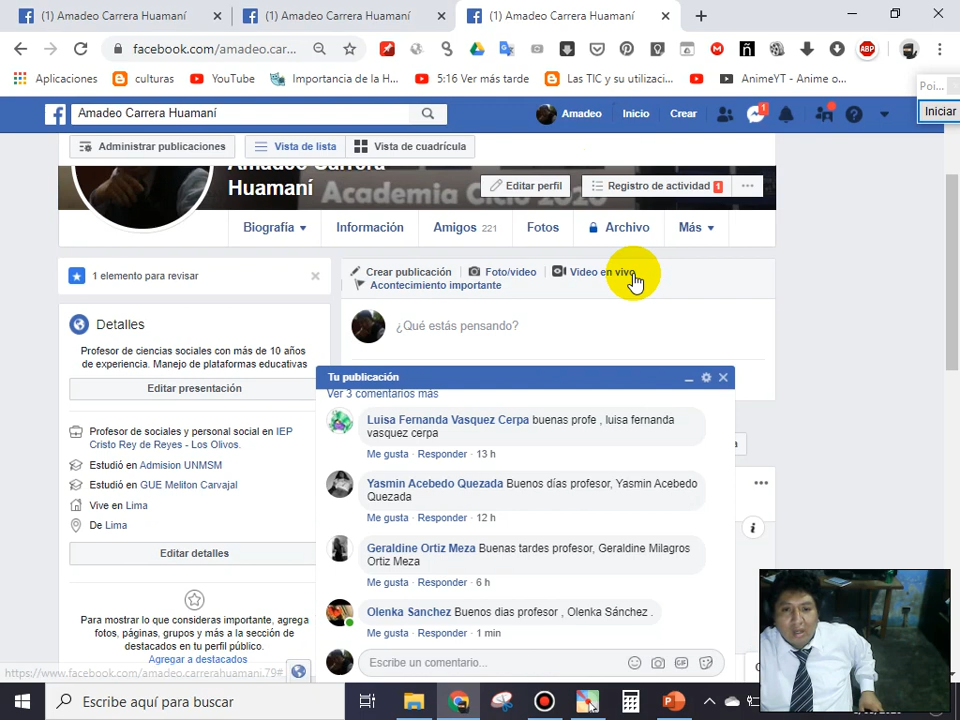 (1) Amadeo Carrera Huamaní
(1) Amadeo Carrera Huamaní
(1) Amadeo Carrera Huamaní
facebook.com/amadeo.car...
Aplicaciones
culturas
YouTube
Importancia de la H...
5:16 Ver más tarde
Las TIC y su utilizaci...
AnimeYT - Anime o...
Poi...
Iniciar
Amadeo Carrera Huamaní
Amadeo
Inicio
Crear
1
Administrar publicaciones
Vista de lista
Vista de cuadrícula
Amadeo Carrera
Huamaní
Academia Ciclo 2020
Editar perfil
Registro de actividad 1
Biografía
Información
Amigos 221
Fotos
Archivo
Más
1 elemento para revisar
Crear publicación
Foto/video
Video en vivo
Acontecimiento importante
¿Qué estás pensando?
Detalles
Profesor de ciencias sociales con más de 10 años
de experiencia. Manejo de plataformas educativas
Editar presentación
Profesor de sociales y personal social en IEP
Cristo Rey de Reyes - Los Olivos.
Estudió en Admision UNMSM
Estudió en GUE Meliton Carvajal
Vive en Lima
De Lima
Editar detalles
Para mostrar lo que consideras importante, agrega
fotos, páginas, grupos y más a la sección de
destacados en tu perfil público.
Agregar a destacados
Tu publicación
Ver 3 comentarios más
Luisa Fernanda Vasquez Cerpa buenas profe , luisa fernanda
vasquez cerpa
Me gusta · Responder · 13 h
Yasmin Acebedo Quezada Buenos días profesor, Yasmin Acebedo
Quezada
Me gusta · Responder · 12 h
Geraldine Ortiz Meza Buenas tardes profesor, Geraldine Milagros
Ortiz Meza
Me gusta · Responder · 6 h
Olenka Sanchez Buenos dias profesor , Olenka Sánchez .
Me gusta · Responder · 1 min
Escribe un comentario...
GIF
https://www.facebook.com/amadeo.carrerahuamani.79#
Escribe aquí para buscar